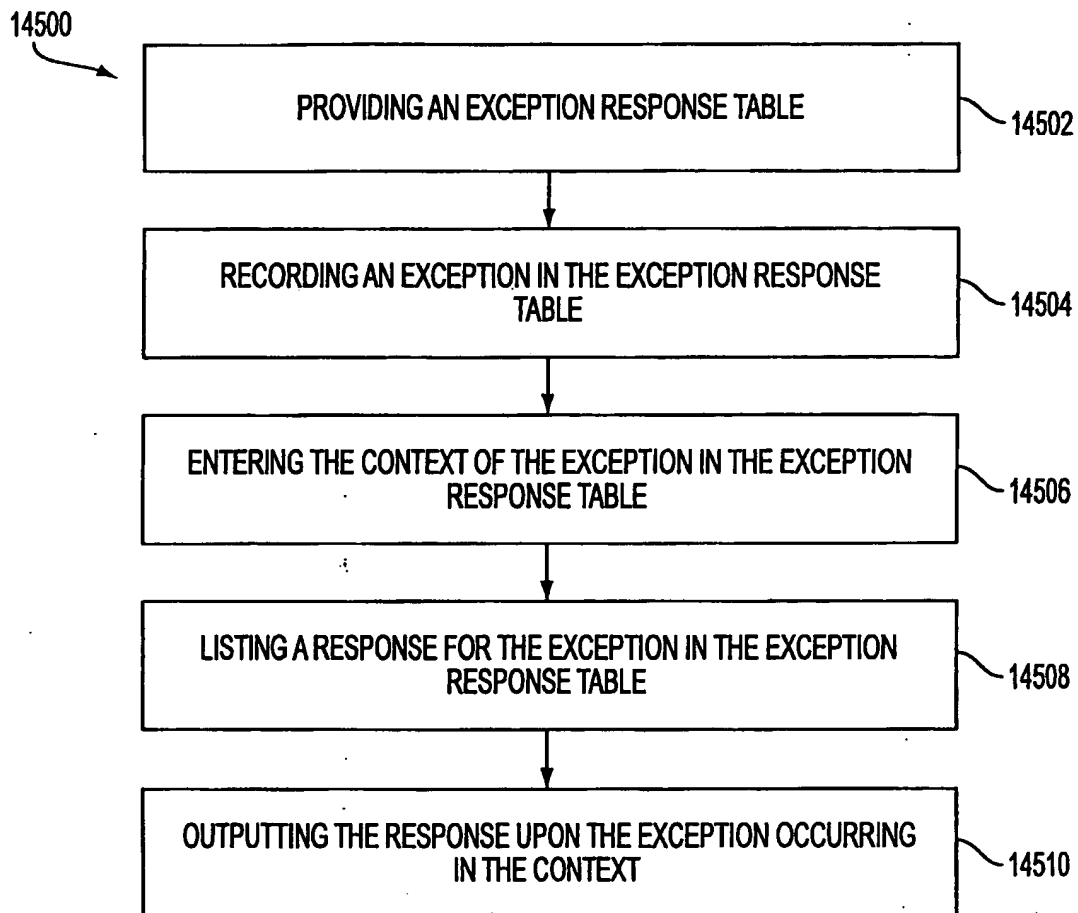 14500
PROVIDING AN EXCEPTION RESPONSE TABLE
14502
RECORDING AN EXCEPTION IN THE EXCEPTION RESPONSE
TABLE
14504
ENTERING THE CONTEXT OF THE EXCEPTION IN THE EXCEPTION
RESPONSE TABLE
14506
LISTING A RESPONSE FOR THE EXCEPTION IN THE EXCEPTION
RESPONSE TABLE
14508
OUTPUTTING THE RESPONSE UPON THE EXCEPTION OCCURRING
IN THE CONTEXT
14510